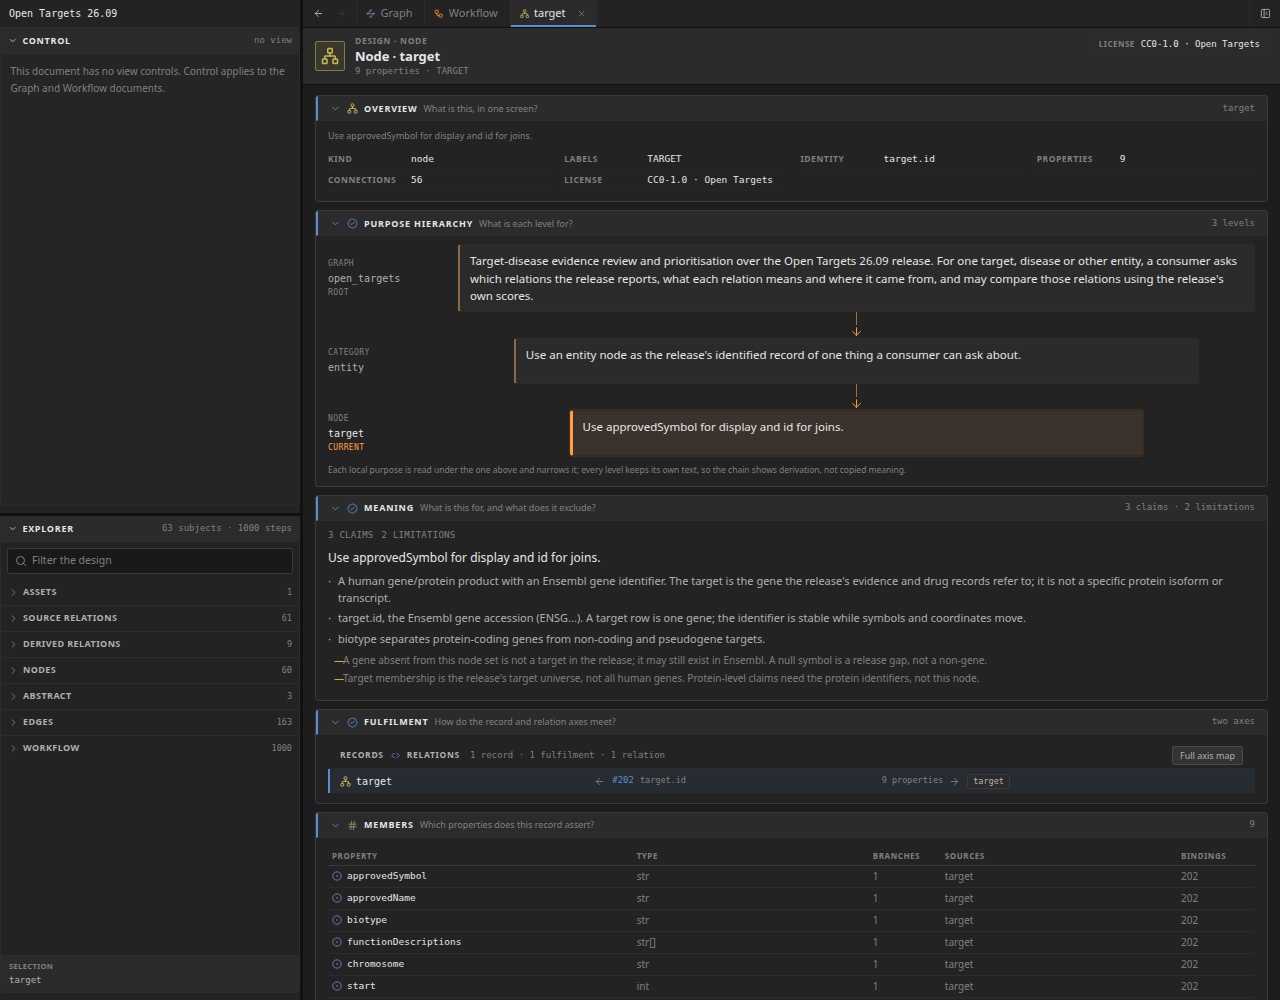 Open Targets 26.09
CONTROL no view
This document has no view controls. Control applies to the
Graph and Workflow documents.
EXPLORER 63 subjects · 1000 steps
Filter the design
ASSETS 1
SOURCE RELATIONS 61
DERIVED RELATIONS 9
NODES 60
ABSTRACT 3
EDGES 163
WORKFLOW 1000
SELECTION
target
Graph Workflow target
DESIGN · NODE
Node · target
9 properties · TARGET
LICENSE CC0-1.0 · Open Targets
OVERVIEW What is this, in one screen? target
Use approvedSymbol for display and id for joins.
KIND node LABELS TARGET IDENTITY target.id PROPERTIES 9
CONNECTIONS 56 LICENSE CC0-1.0 · Open Targets
PURPOSE HIERARCHY What is each level for? 3 levels
GRAPH
open_targets
ROOT
Target-disease evidence review and prioritisation over the Open Targets 26.09 release. For one target, disease or other entity, a consumer asks
which relations the release reports, what each relation means and where it came from, and may compare those relations using the release's
own scores.
CATEGORY
entity
Use an entity node as the release's identified record of one thing a consumer can ask about.
NODE
target
CURRENT
Use approvedSymbol for display and id for joins.
Each local purpose is read under the one above and narrows it; every level keeps its own text, so the chain shows derivation, not copied meaning.
MEANING What is this for, and what does it exclude? 3 claims · 2 limitations
3 CLAIMS 2 LIMITATIONS
Use approvedSymbol for display and id for joins.
· A human gene/protein product with an Ensembl gene identifier. The target is the gene the release's evidence and drug records refer to; it is not a specific protein isoform or
transcript.
· target.id, the Ensembl gene accession (ENSG...). A target row is one gene; the identifier is stable while symbols and coordinates move.
· biotype separates protein-coding genes from non-coding and pseudogene targets.
—A gene absent from this node set is not a target in the release; it may still exist in Ensembl. A null symbol is a release gap, not a non-gene.
—Target membership is the release's target universe, not all human genes. Protein-level claims need the protein identifiers, not this node.
FULFILMENT How do the record and relation axes meet? two axes
RECORDS <> RELATIONS 1 record · 1 fulfilment · 1 relation Full axis map
target ← #202 target.id 9 properties → target
MEMBERS Which properties does this record assert? 9
PROPERTY TYPE BRANCHES SOURCES BINDINGS
approvedSymbol str 1 target 202
approvedName str 1 target 202
biotype str 1 target 202
functionDescriptions str[] 1 target 202
chromosome str 1 target 202
start int 1 target 202